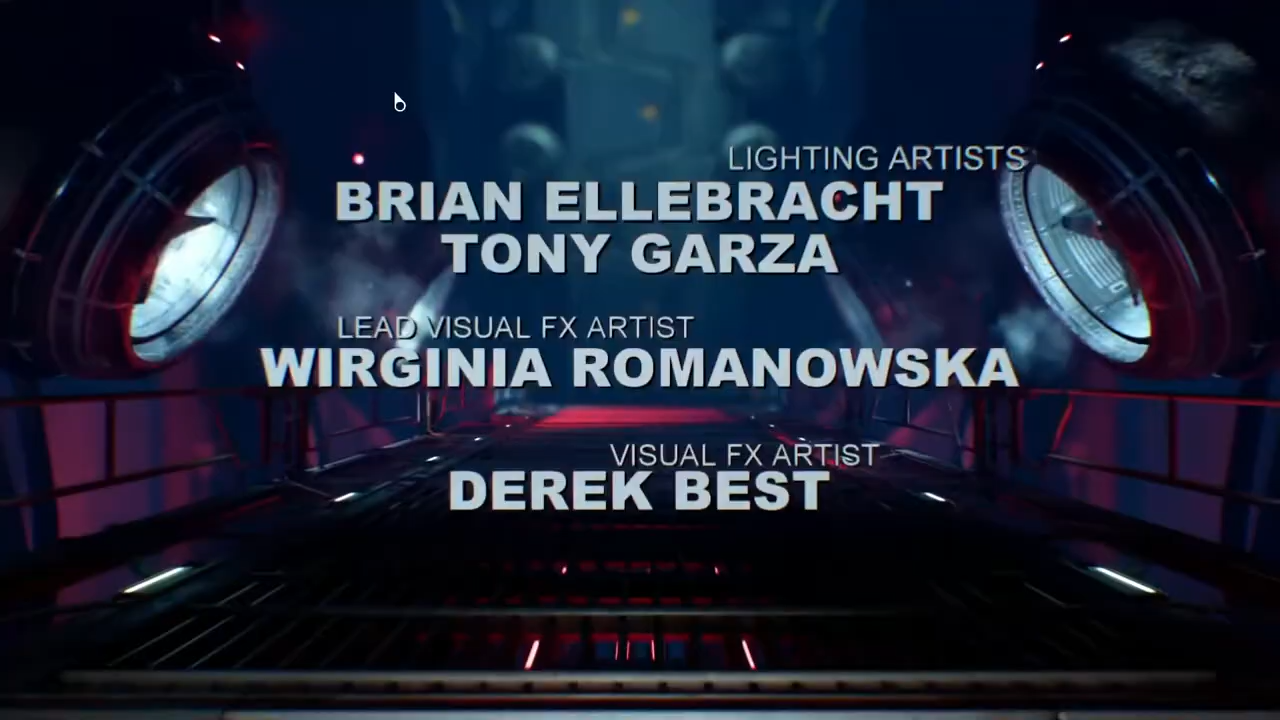 LIGHTING ARTISTS
BRIAN ELLEBRACHT
TONY GARZA
LEAD VISUAL FX ARTIST
WIRGINIA ROMANOWSKA
VISUAL FX ARTIST
DEREK BEST